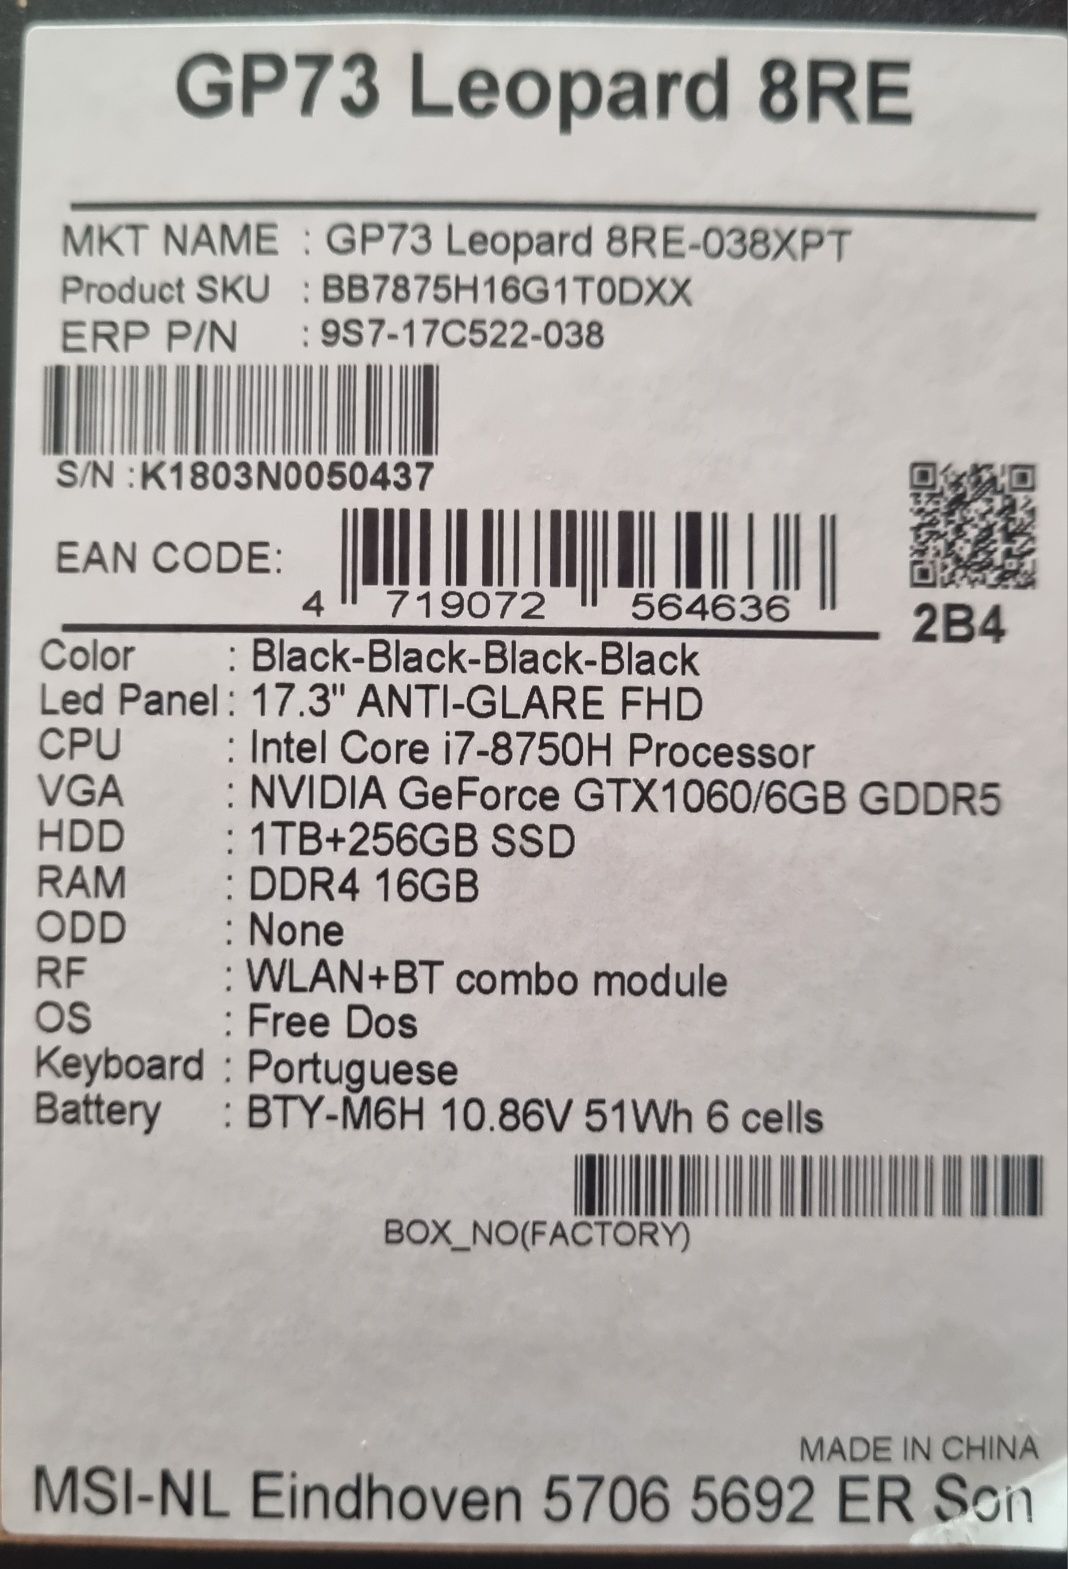 GP73 Leopard 8RE
MKT NAME : GP73 Leopard 8RE-038XPT
Product SKU : BB7875H16G1T0DXX
ERP P/N : 9S7-17C522-038
S/N :K1803N0050437
EAN CODE: 4 719072 564636
2B4
Color : Black-Black-Black-Black
Led Panel : 17.3" ANTI-GLARE FHD
CPU : Intel Core i7-8750H Processor
VGA : NVIDIA GeForce GTX1060/6GB GDDR5
HDD : 1TB+256GB SSD
RAM : DDR4 16GB
ODD : None
RF : WLAN+BT combo module
OS : Free Dos
Keyboard : Portuguese
Battery : BTY-M6H 10.86V 51Wh 6 cells
BOX_NO(FACTORY)
MADE IN CHINA
MSI-NL Eindhoven 5706 5692 ER Son